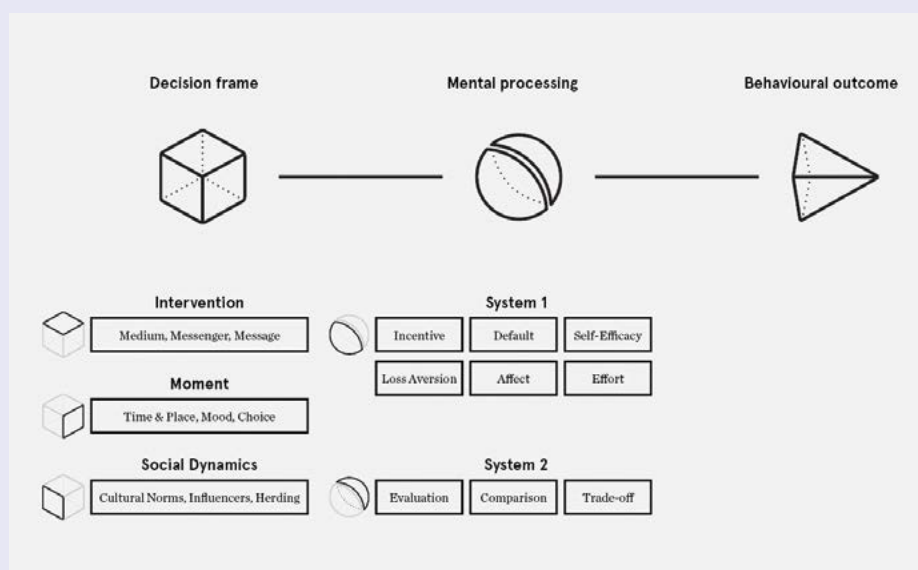 Decision frame
Mental processing
Behavioural outcome
Intervention
Medium, Messenger, Message
Moment
Time & Place, Mood, Choice
Social Dynamics
Cultural Norms, Influencers, Herding
System 1
Incentive
Default
Self-Efficacy
Loss Aversion
Affect
Effort
System 2
Evaluation
Comparison
Trade-off